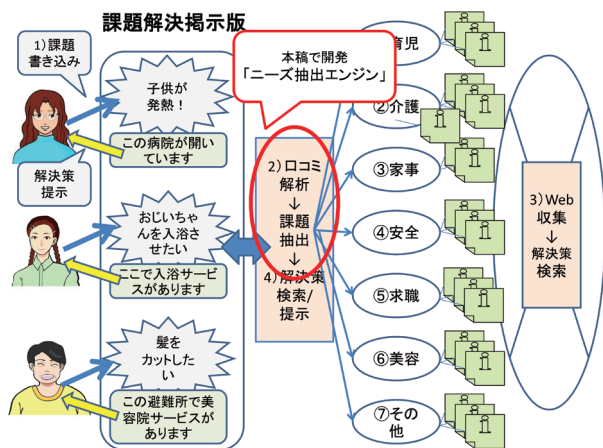 課題解決掲示版
1)課題
書き込み
子供が
発熱！
この病院が開い
ています
解決策
提示
おじいちゃ
んを入浴さ
せたい
ここで入浴サービ
スがあります
髪を
カットした
い
この避難所で美
容院サービスが
あります
本稿で開発
「ニーズ抽出エンジン」
2)口コミ
解析
↓
課題
抽出
↓
4)解決策
検索/
提示
育児
②介護
③家事
④安全
⑤求職
⑥美容
⑦その
他
3)Web
収集
↓
解決策
検索